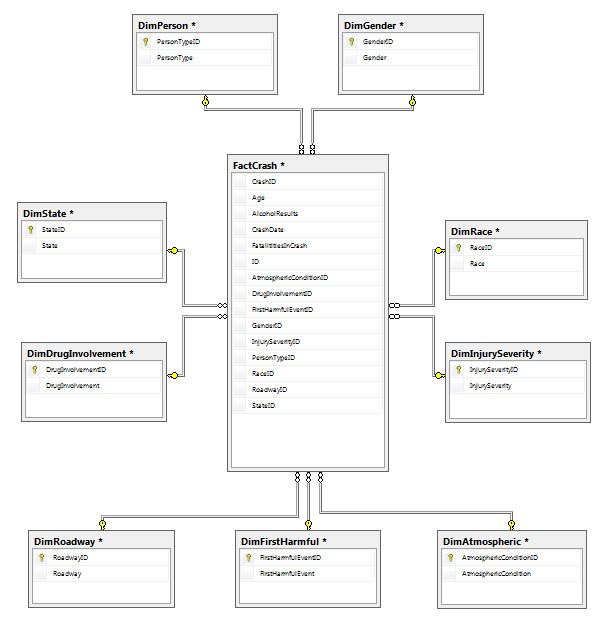 DimPerson *
PersonTypeID
PersonType
DimGender *
GenderID
Gender
FactCrash *
CrashID
Age
AlcoholResults
CrashDate
FatalititiesInCrash
ID
AtmosphericConditionID
DrugInvolvementID
FirstHarmfulEventID
GenderID
InjurySeverityID
PersonTypeID
RaceID
RoadwayID
StateID
DimState *
StateID
State
DimRace *
RaceID
Race
DimDrugInvolvement *
DrugInvolvementID
DrugInvolvement
DimInjurySeverity *
InjurySeverityID
InjurySeverity
DimRoadway *
RoadwayID
Roadway
DimFirstHarmful *
FirstHarmfulEventID
FirstHarmfulEvent
DimAtmospheric *
AtmosphericConditionID
AtmosphericCondition